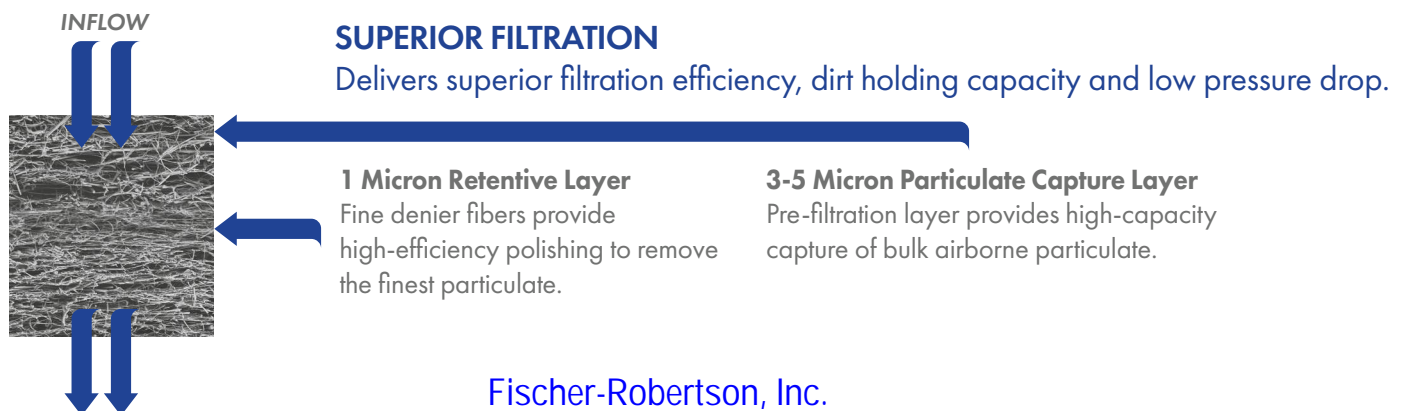 INFLOW
SUPERIOR FILTRATION
Delivers superior filtration efficiency, dirt holding capacity and low pressure drop.
1 Micron Retentive Layer
Fine denier fibers provide
high-efficiency polishing to remove
the finest particulate.
3-5 Micron Particulate Capture Layer
Pre-filtration layer provides high-capacity
capture of bulk airborne particulate.
Fischer-Robertson, Inc.